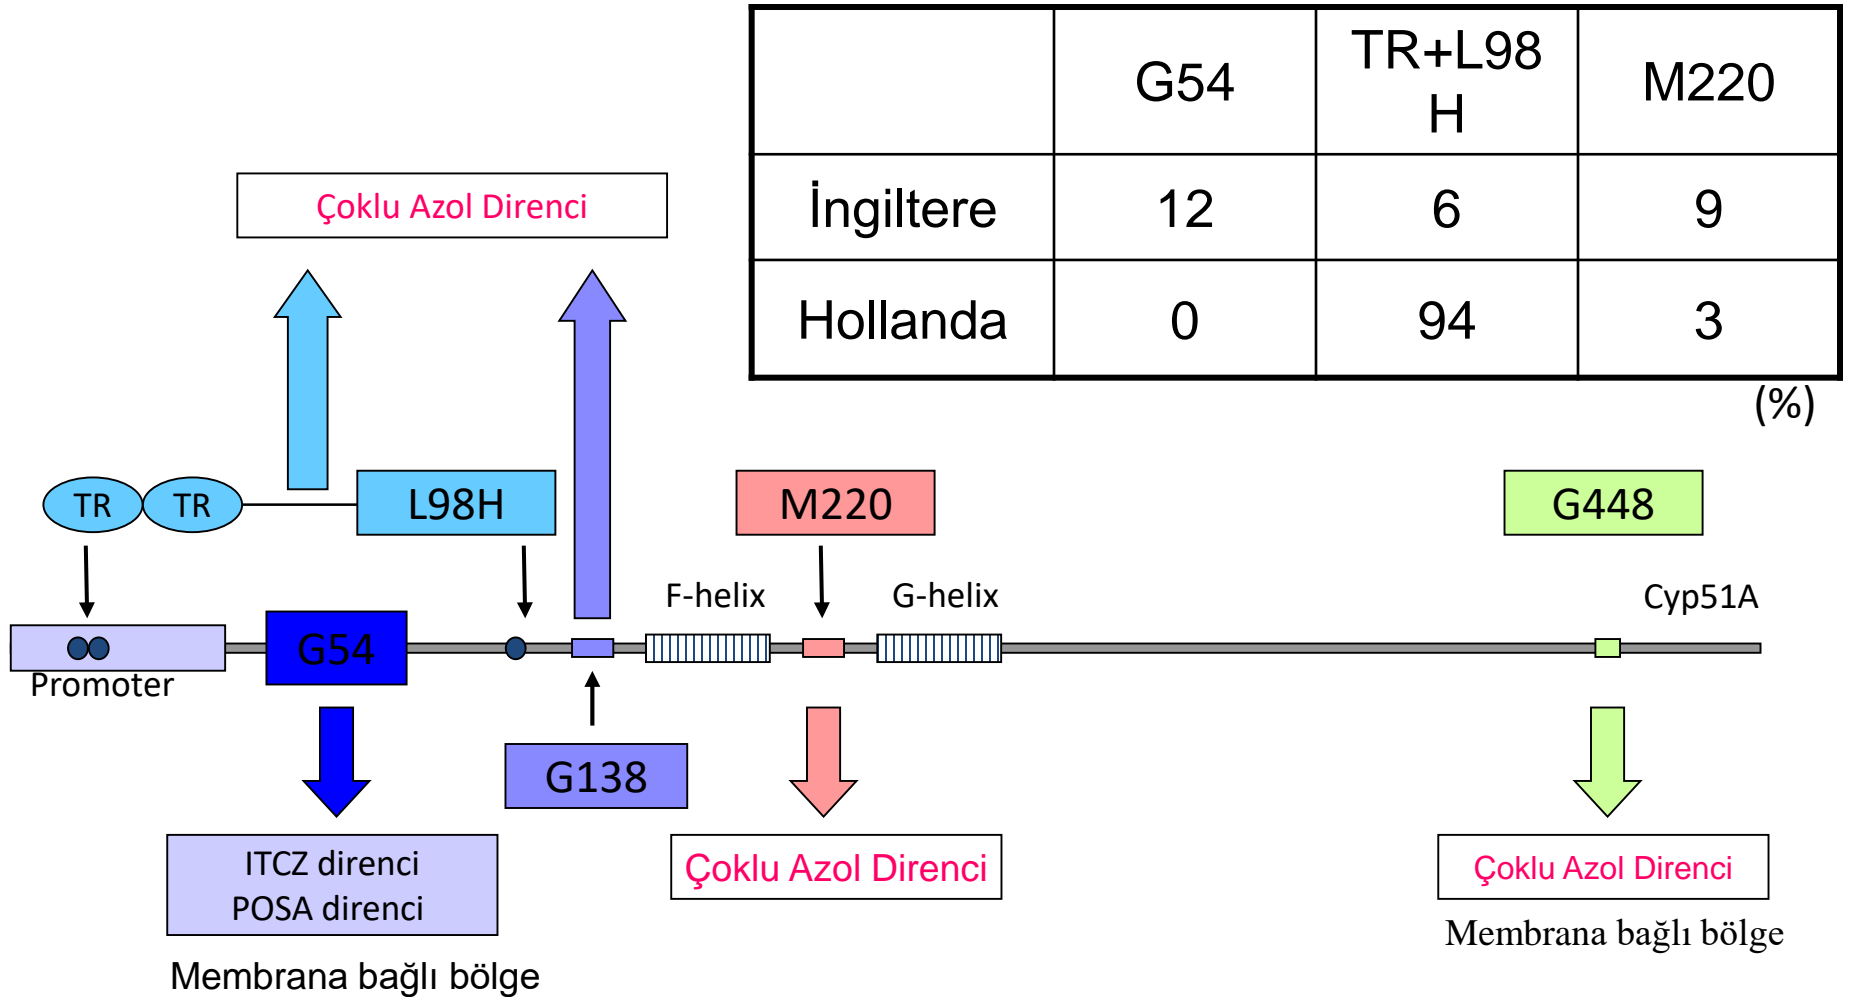 G54
TR+L98
H
M220
İngiltere
12
6
9
Hollanda
0
94
3
(%)
Çoklu Azol Direnci
TR
TR
L98H
M220
G448
F-helix
G-helix
Cyp51A
G54
Promoter
G138
ITCZ direnci
POSA direnci
Çoklu Azol Direnci
Çoklu Azol Direnci
Membrana bağlı bölge
Membrana bağlı bölge